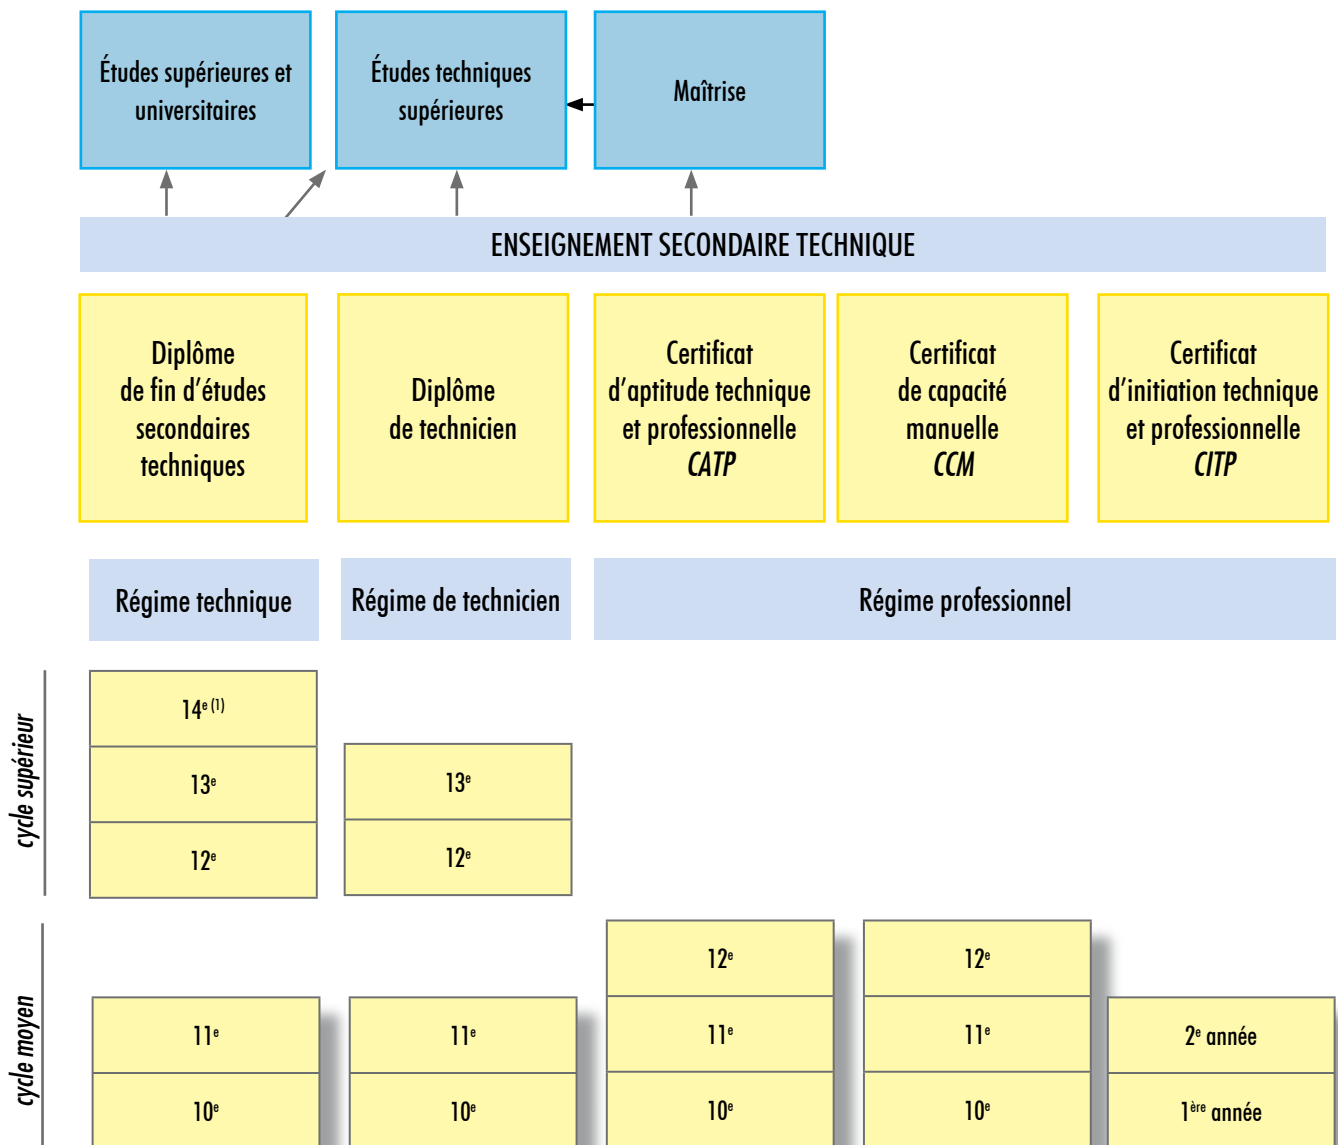 Études supérieures et
universitaires
Études techniques
supérieures
Maîtrise
ENSEIGNEMENT SECONDAIRE TECHNIQUE
Diplôme
de fin d'études
secondaires
techniques
Diplôme
de technicien
Certificat
d'aptitude technique
et professionnelle
CATP
Certificat
de capacité
manuelle
CCM
Certificat
d'initiation technique
et professionnelle
CITP
Régime technique
Régime de technicien
Régime professionnel
cycle supérieur
14e (1)
13e
12e
13e
12e
cycle moyen
11e
10e
11e
10e
12e
11e
10e
12e
11e
10e
2e année
1ère année